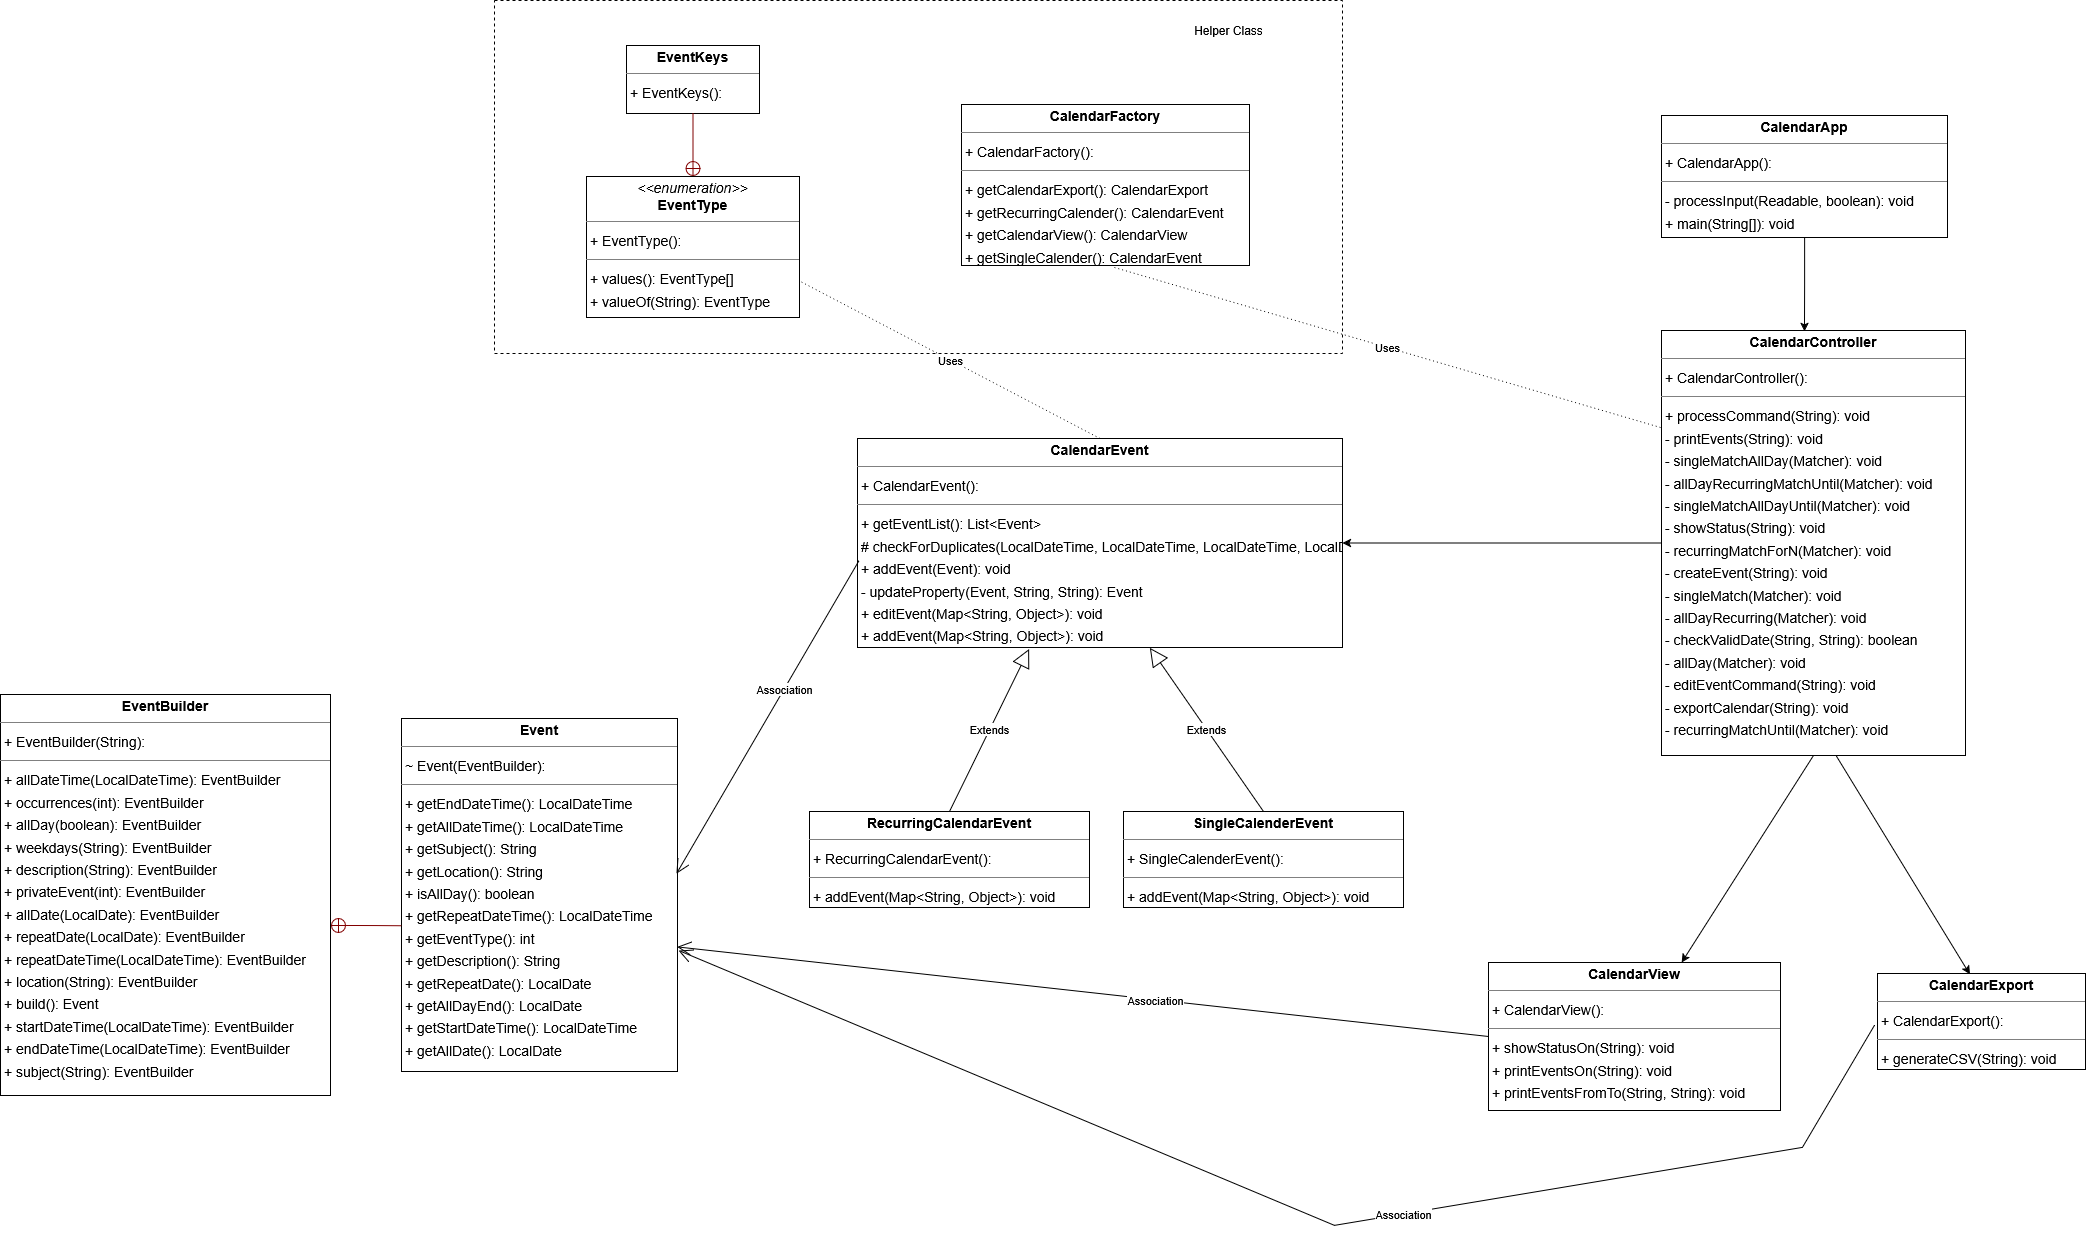 Helper Class
EventKeys
+ EventKeys():
<<enumeration>>
EventType
+ EventType():
+ values(): EventType[]
+ valueOf(String): EventType
CalendarFactory
+ CalendarFactory():
+ getCalendarExport(): CalendarExport
+ getRecurringCalender(): CalendarEvent
+ getCalendarView(): CalendarView
+ getSingleCalender(): CalendarEvent
CalendarApp
+ CalendarApp():
- processInput(Readable, boolean): void
+ main(String[]): void
Uses
Uses
CalendarController
+ CalendarController():
+ processCommand(String): void
- printEvents(String): void
- singleMatchAllDay(Matcher): void
- allDayRecurringMatchUntil(Matcher): void
- singleMatchAllDayUntil(Matcher): void
- showStatus(String): void
- recurringMatchForN(Matcher): void
- createEvent(String): void
- singleMatch(Matcher): void
- allDayRecurring(Matcher): void
- checkValidDate(String, String): boolean
- allDay(Matcher): void
- editEventCommand(String): void
- exportCalendar(String): void
- recurringMatchUntil(Matcher): void
CalendarEvent
+ CalendarEvent():
+ getEventList(): List<Event>
# checkForDuplicates(LocalDateTime, LocalDateTime, LocalDateTime, LocalD
+ addEvent(Event): void
- updateProperty(Event, String, String): Event
+ editEvent(Map<String, Object>): void
+ addEvent(Map<String, Object>): void
Association
Extends
Extends
EventBuilder
+ EventBuilder(String):
+ allDateTime(LocalDateTime): EventBuilder
+ occurrences(int): EventBuilder
+ allDay(boolean): EventBuilder
+ weekdays(String): EventBuilder
+ description(String): EventBuilder
+ privateEvent(int): EventBuilder
+ allDate(LocalDate): EventBuilder
+ repeatDate(LocalDate): EventBuilder
+ repeatDateTime(LocalDateTime): EventBuilder
+ location(String): EventBuilder
+ build(): Event
+ startDateTime(LocalDateTime): EventBuilder
+ endDateTime(LocalDateTime): EventBuilder
+ subject(String): EventBuilder
Event
~ Event(EventBuilder):
+ getEndDateTime(): LocalDateTime
+ getAllDateTime(): LocalDateTime
+ getSubject(): String
+ getLocation(): String
+ isAllDay(): boolean
+ getRepeatDateTime(): LocalDateTime
+ getEventType(): int
+ getDescription(): String
+ getRepeatDate(): LocalDate
+ getAllDayEnd(): LocalDate
+ getStartDateTime(): LocalDateTime
+ getAllDate(): LocalDate
RecurringCalendarEvent
+ RecurringCalendarEvent():
+ addEvent(Map<String, Object>): void
SingleCalenderEvent
+ SingleCalenderEvent():
+ addEvent(Map<String, Object>): void
Association
CalendarView
+ CalendarView():
+ showStatusOn(String): void
+ printEventsOn(String): void
+ printEventsFromTo(String, String): void
CalendarExport
+ CalendarExport():
+ generateCSV(String): void
Association